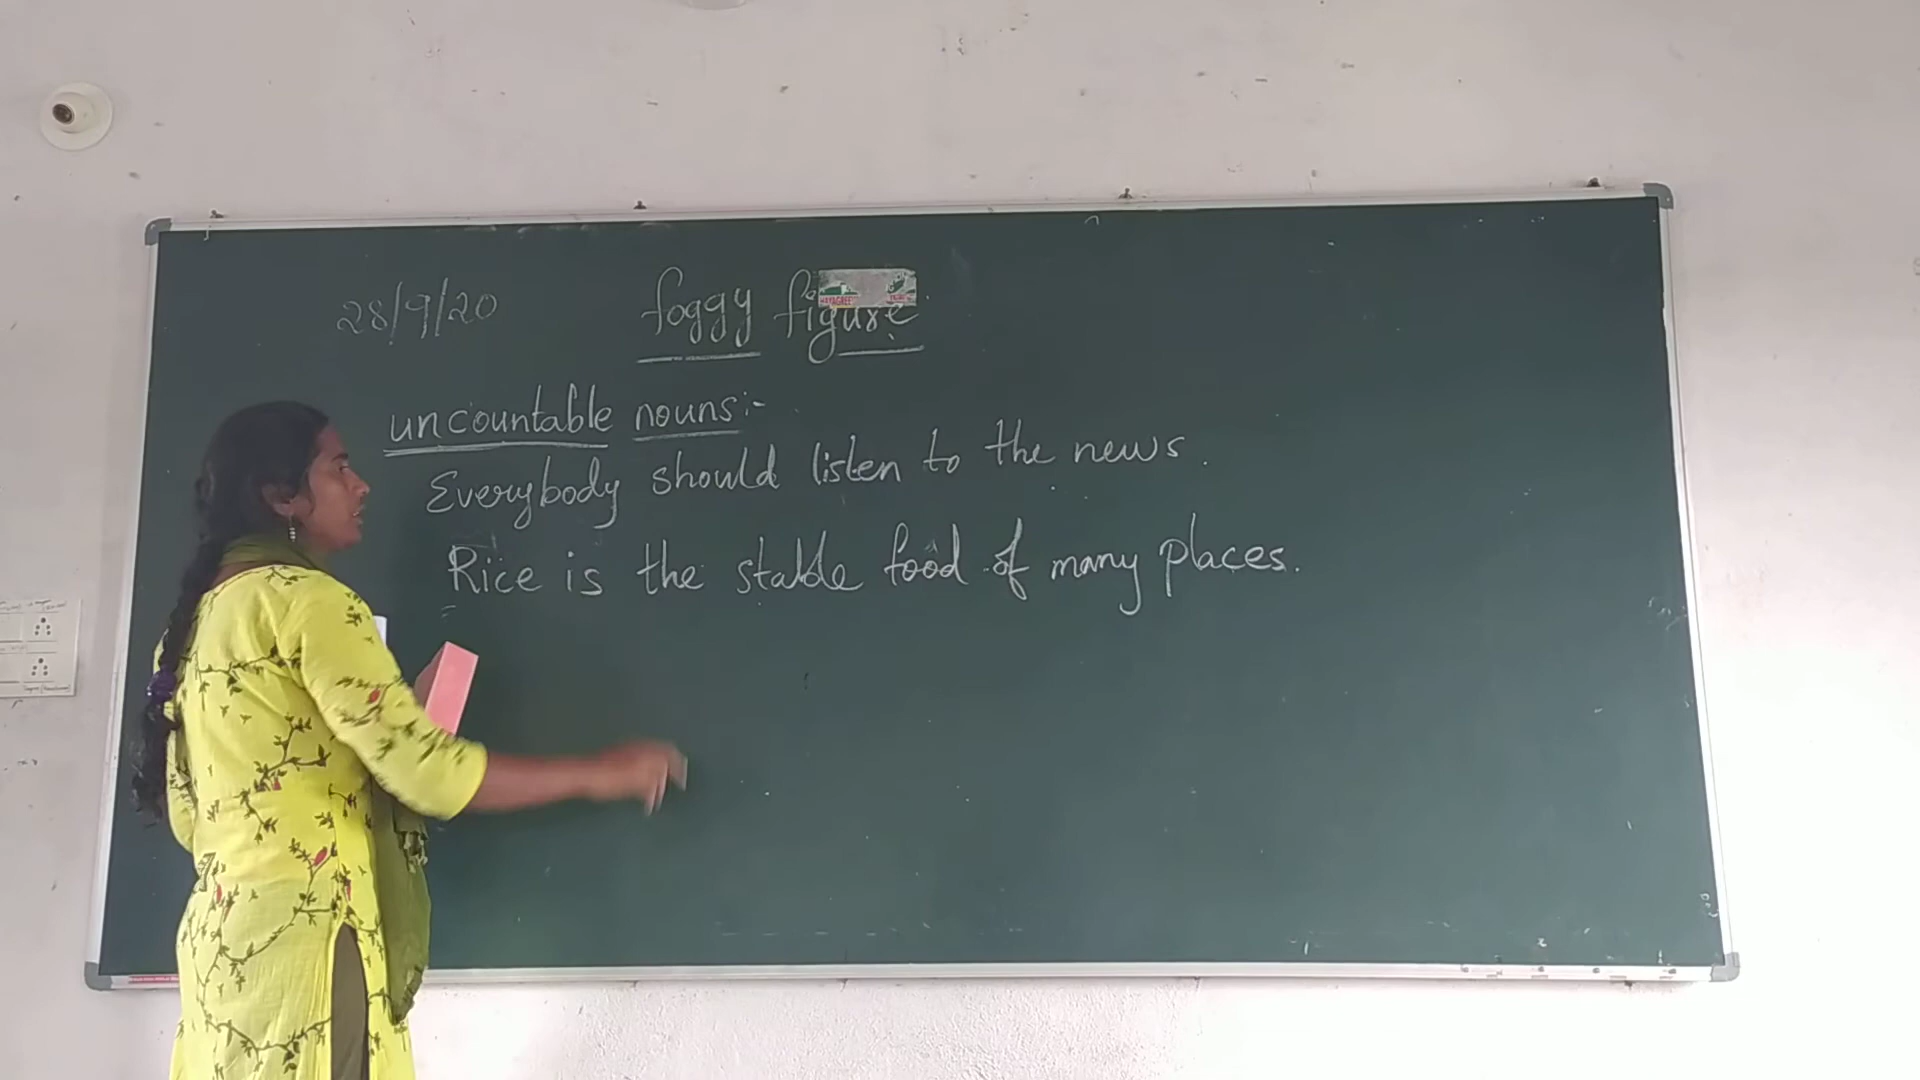 28/9/20
foggy figure
uncountable nouns:-
Everybody should listen to the news.
Rice is the stable food of many places.